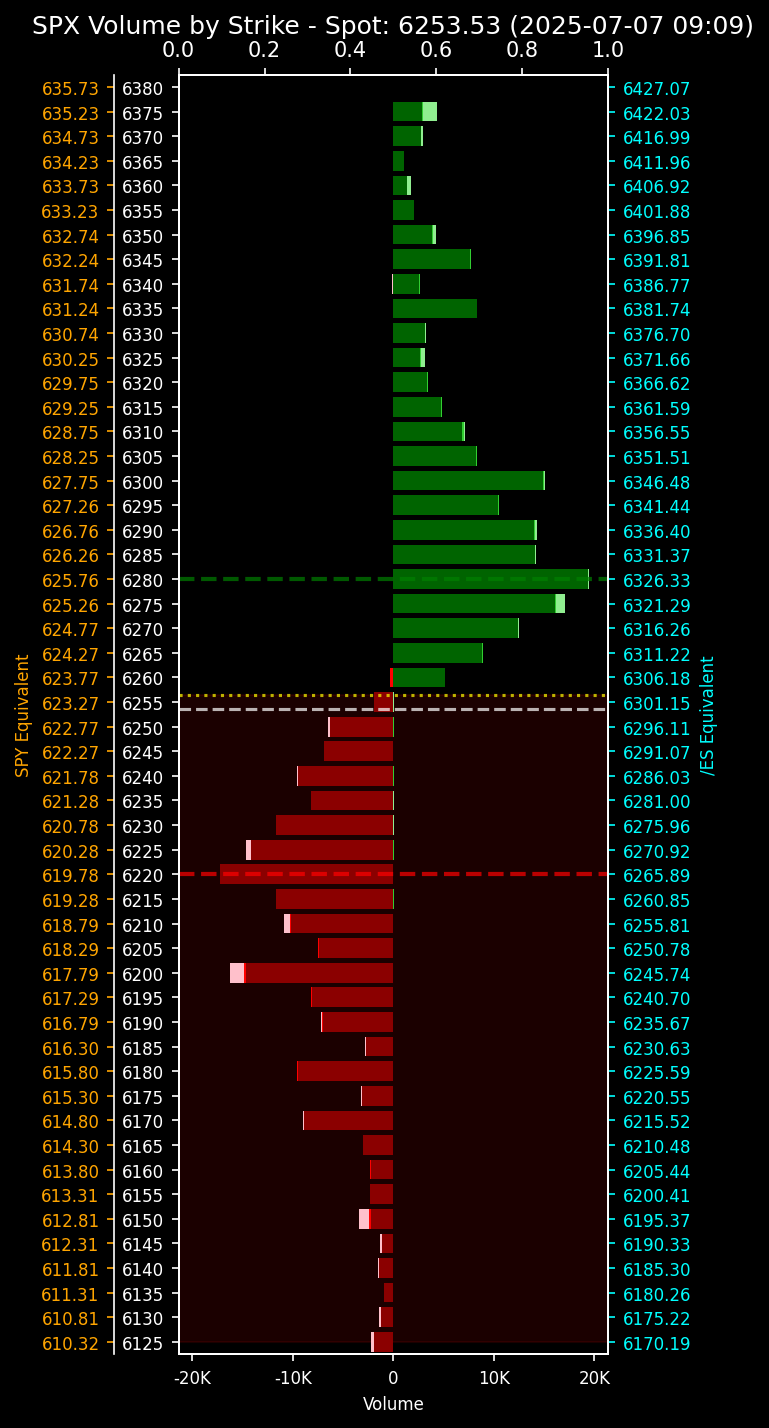 SPX Volume by Strike - Spot: 6253.53 (2025-07-07 09:09)
0.0 0.2 0.4 0.6 0.8 1.0
635.73 6380 6427.07
635.23 6375 6422.03
634.73 6370 6416.99
634.23 6365 6411.96
633.73 6360 6406.92
633.23 6355 6401.88
632.74 6350 6396.85
632.24 6345 6391.81
631.74 6340 6386.77
631.24 6335 6381.74
630.74 6330 6376.70
630.25 6325 6371.66
629.75 6320 6366.62
629.25 6315 6361.59
628.75 6310 6356.55
628.25 6305 6351.51
627.75 6300 6346.48
627.26 6295 6341.44
626.76 6290 6336.40
626.26 6285 6331.37
625.76 6280 6326.33
625.26 6275 6321.29
624.77 6270 6316.26
624.27 6265 6311.22
623.77 6260 6306.18
623.27 6255 6301.15
622.77 6250 6296.11
622.27 6245 6291.07
621.78 6240 6286.03
621.28 6235 6281.00
620.78 6230 6275.96
620.28 6225 6270.92
619.78 6220 6265.89
619.28 6215 6260.85
618.79 6210 6255.81
618.29 6205 6250.78
617.79 6200 6245.74
617.29 6195 6240.70
616.79 6190 6235.67
616.30 6185 6230.63
615.80 6180 6225.59
615.30 6175 6220.55
614.80 6170 6215.52
614.30 6165 6210.48
613.80 6160 6205.44
613.31 6155 6200.41
612.81 6150 6195.37
612.31 6145 6190.33
611.81 6140 6185.30
611.31 6135 6180.26
610.81 6130 6175.22
610.32 6125 6170.19
SPY Equivalent
/ES Equivalent
-20K -10K 0 10K 20K
Volume